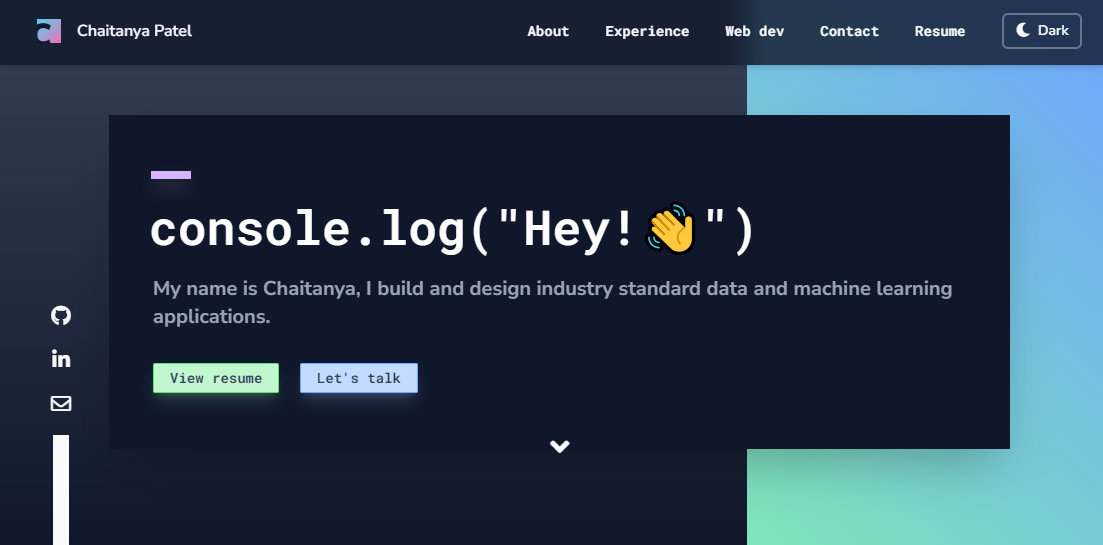 Chaitanya Patel
About Experience Web dev Contact Resume Dark
console.log("Hey!👋")
My name is Chaitanya, I build and design industry standard data and machine learning
applications.
View resume Let's talk